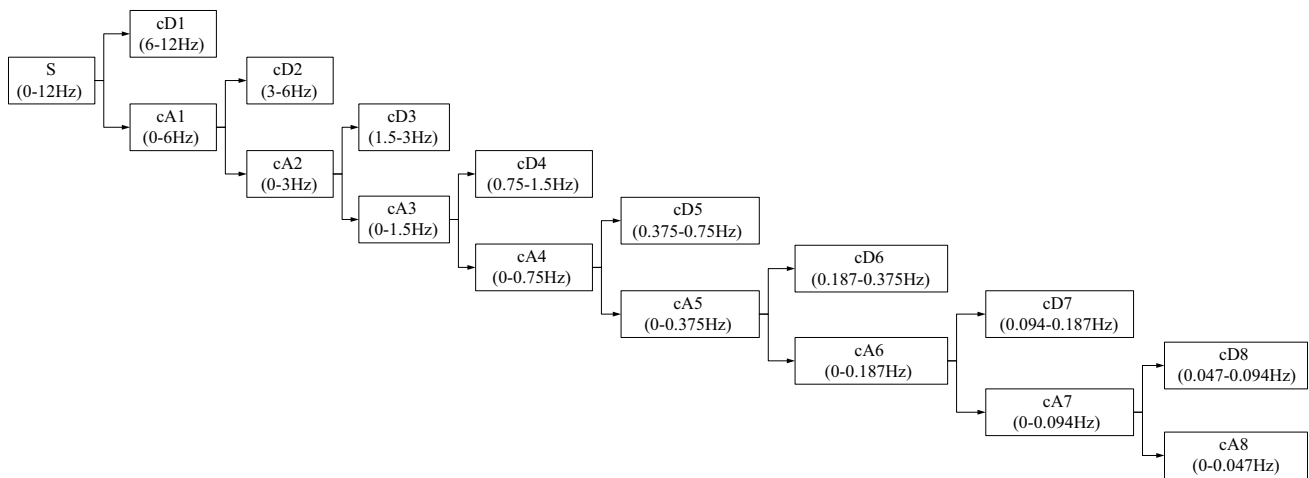 S
(0-12Hz)
cD1
(6-12Hz)
cA1
(0-6Hz)
cD2
(3-6Hz)
cA2
(0-3Hz)
cD3
(1.5-3Hz)
cA3
(0-1.5Hz)
cD4
(0.75-1.5Hz)
cA4
(0-0.75Hz)
cD5
(0.375-0.75Hz)
cA5
(0-0.375Hz)
cD6
(0.187-0.375Hz)
cA6
(0-0.187Hz)
cD7
(0.094-0.187Hz)
cA7
(0-0.094Hz)
cD8
(0.047-0.094Hz)
cA8
(0-0.047Hz)